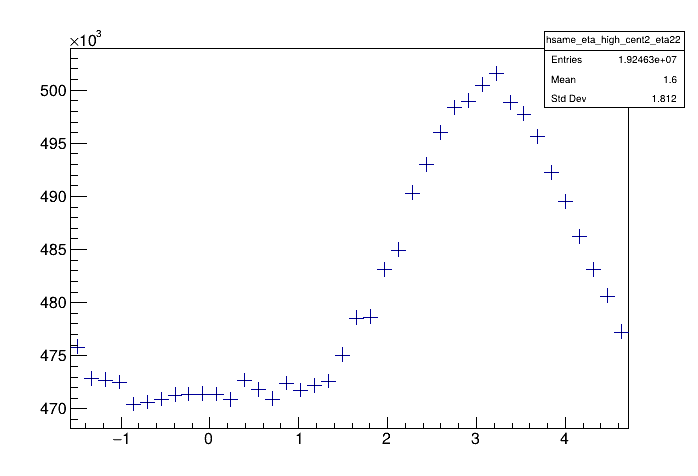 ×10³
hsame_eta_high_cent2_eta22
Entries 1.92463e+07
Mean 1.6
Std Dev 1.812
500
495
490
485
480
475
470
−1 0 1 2 3 4